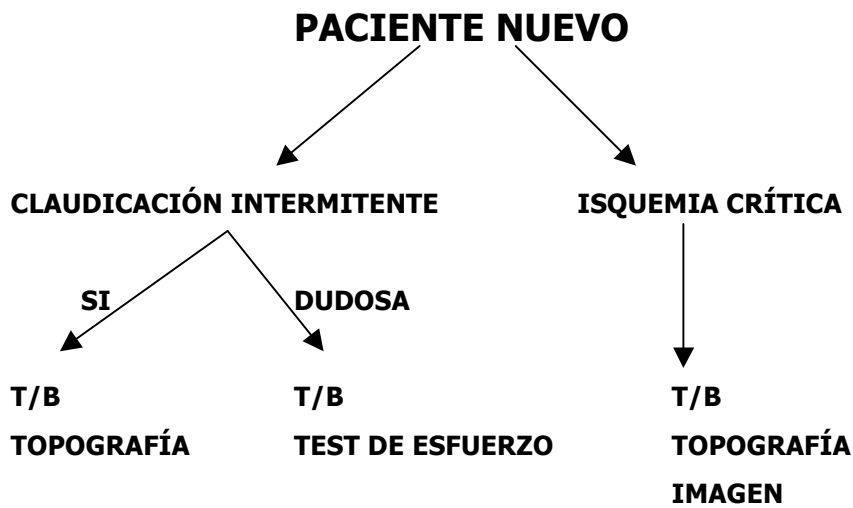 PACIENTE NUEVO
CLAUDICACIÓN INTERMITENTE
ISQUEMIA CRÍTICA
SI
DUDOSA
T/B
TOPOGRAFÍA
T/B
TEST DE ESFUERZO
T/B
TOPOGRAFÍA
IMAGEN